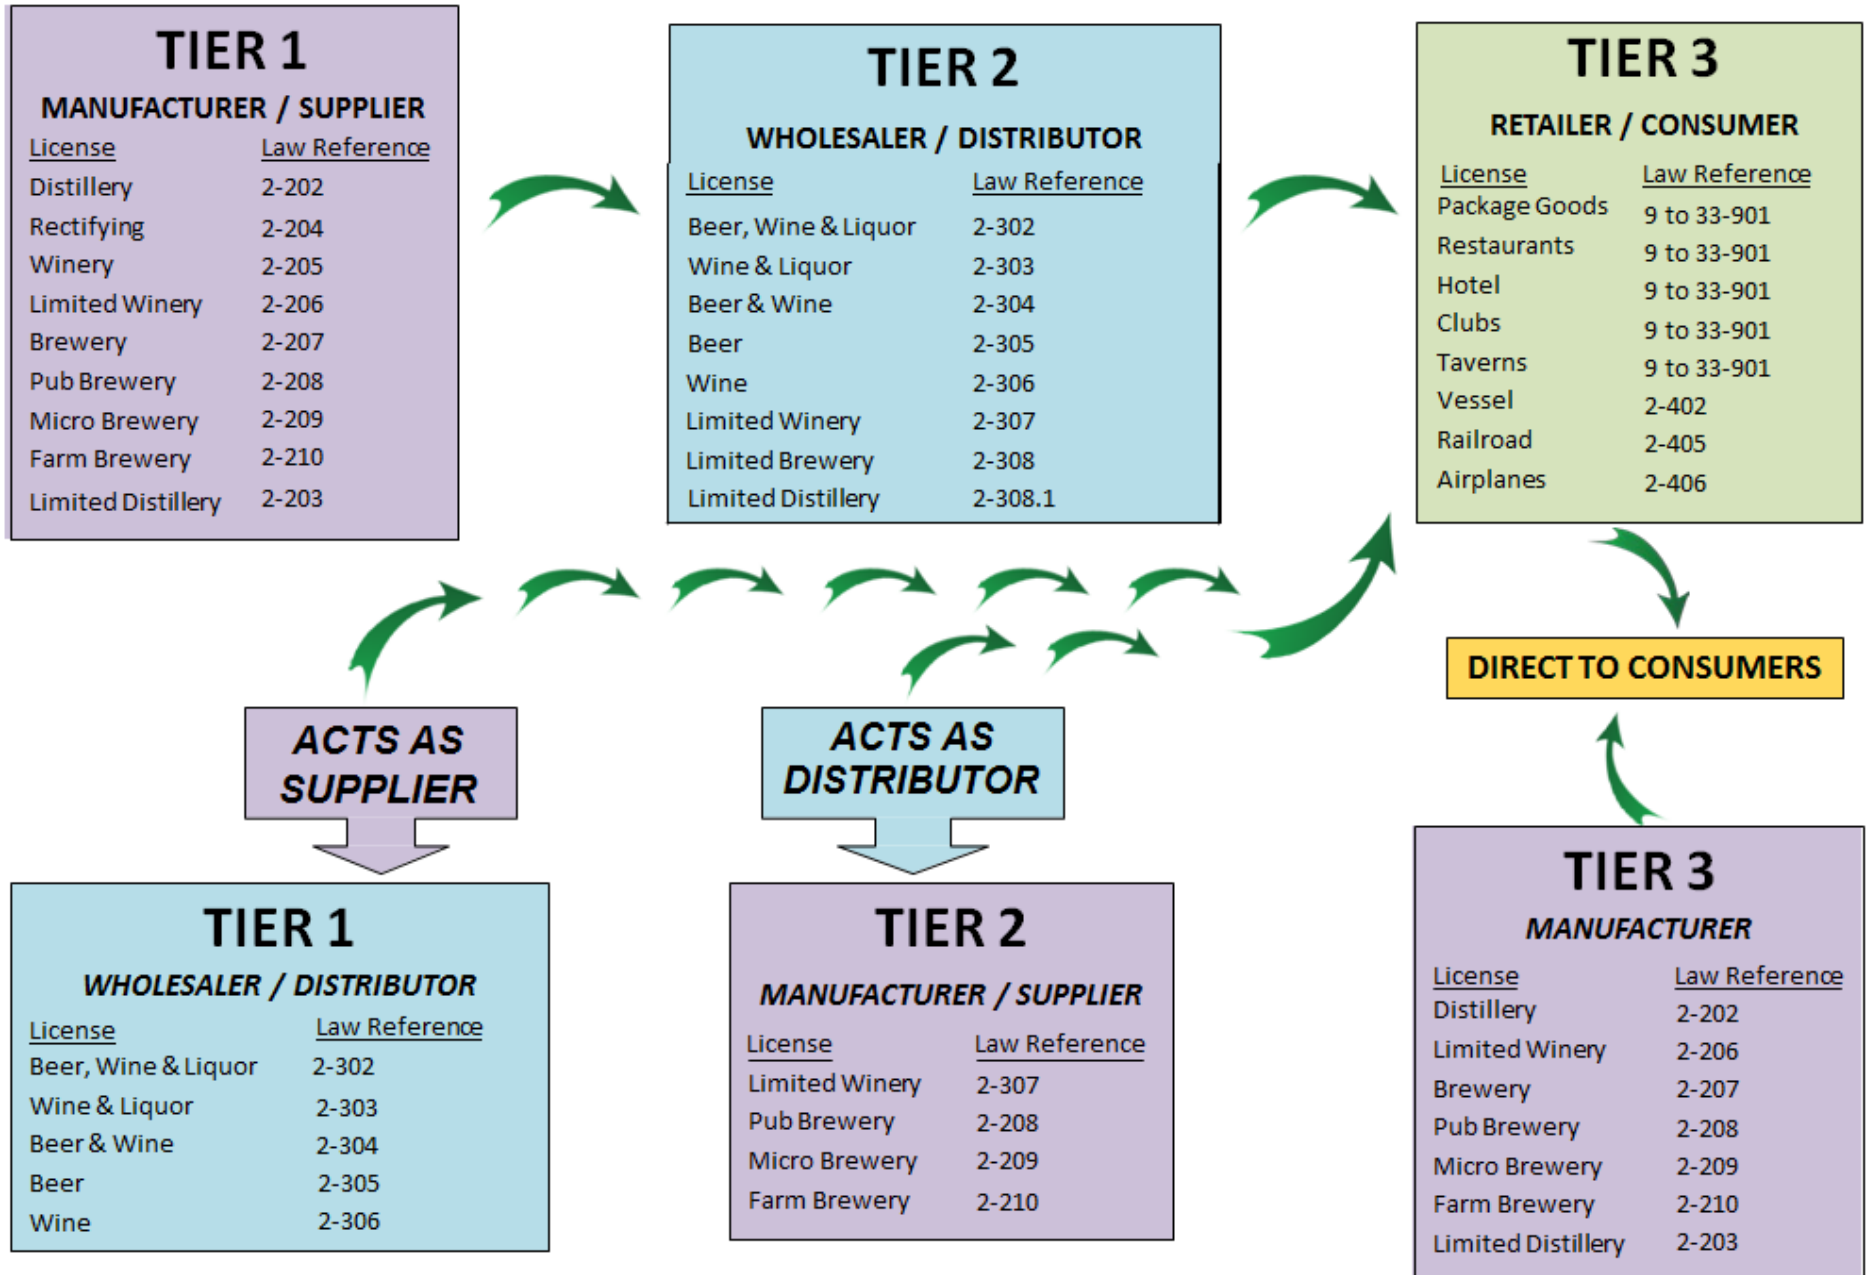 TIER 1
MANUFACTURER / SUPPLIER
License Law Reference
Distillery 2-202
Rectifying 2-204
Winery 2-205
Limited Winery 2-206
Brewery 2-207
Pub Brewery 2-208
Micro Brewery 2-209
Farm Brewery 2-210
Limited Distillery 2-203
TIER 2
WHOLESALER / DISTRIBUTOR
License Law Reference
Beer, Wine & Liquor 2-302
Wine & Liquor 2-303
Beer & Wine 2-304
Beer 2-305
Wine 2-306
Limited Winery 2-307
Limited Brewery 2-308
Limited Distillery 2-308.1
TIER 3
RETAILER / CONSUMER
License Law Reference
Package Goods 9 to 33-901
Restaurants 9 to 33-901
Hotel 9 to 33-901
Clubs 9 to 33-901
Taverns 9 to 33-901
Vessel 2-402
Railroad 2-405
Airplanes 2-406
DIRECT TO CONSUMERS
ACTS AS
SUPPLIER
ACTS AS
DISTRIBUTOR
TIER 1
WHOLESALER / DISTRIBUTOR
License Law Reference
Beer, Wine & Liquor 2-302
Wine & Liquor 2-303
Beer & Wine 2-304
Beer 2-305
Wine 2-306
TIER 2
MANUFACTURER / SUPPLIER
License Law Reference
Limited Winery 2-307
Pub Brewery 2-208
Micro Brewery 2-209
Farm Brewery 2-210
TIER 3
MANUFACTURER
License Law Reference
Distillery 2-202
Limited Winery 2-206
Brewery 2-207
Pub Brewery 2-208
Micro Brewery 2-209
Farm Brewery 2-210
Limited Distillery 2-203